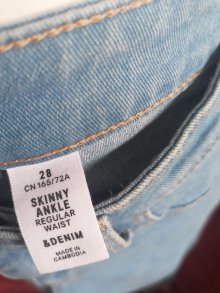 28
CN 165/72A
SKINNY
ANKLE
REGULAR
WAIST
&DENIM
MADE IN
CAMBODIA